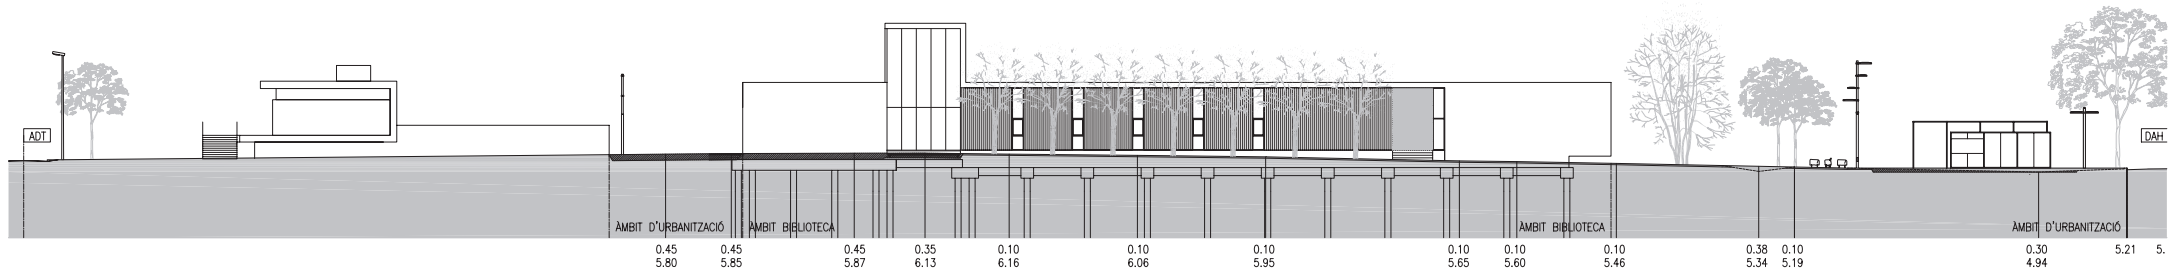 ADT
DAH
ÀMBIT D'URBANITZACIÓ
ÀMBIT BIBLIOTECA
ÀMBIT BIBLIOTECA
ÀMBIT D'URBANITZACIÓ
0.45 0.45 0.45 0.35 0.10 0.10 0.10 0.10 0.10 0.10 0.38 0.10 0.30 5.21 5.
5.80 5.85 5.87 6.13 6.16 6.06 5.95 5.65 5.60 5.46 5.34 5.19 4.94